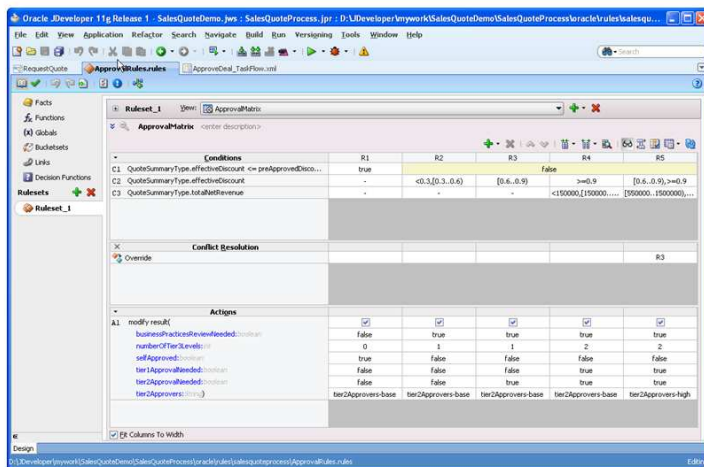 Oracle JDeveloper 11g Release 1 - SalesQuoteDemo.jws : SalesQuoteProcess.jpr : D:\JDeveloper\mywork\SalesQuoteDemo\SalesQuoteProcess\oracle\rules\salesqu...
File Edit View Application Refactor Search Navigate Build Run Versioning Tools Window Help
Search
RequestQuote ApprovalRules.rules ApproveDeal_TaskFlow.xml
Facts
Functions
(x) Globals
Bucketsets
Links
Decision Functions
Rulesets
Ruleset_1
Ruleset_1 View: ApprovalMatrix
ApprovalMatrix <enter description>
Conditions R1 R2 R3 R4 R5
C1 QuoteSummaryType.effectiveDiscount <= preApprovedDisco... true false
C2 QuoteSummaryType.effectiveDiscount - <0.3,[0.3..0.6) [0.6..0.9) >=0.9 [0.6..0.9),>=0.9
C3 QuoteSummaryType.totalNetRevenue - - - <150000,[150000..... [550000..1500000),...
Conflict Resolution
Override R3
Actions
A1 modify result(
businessPracticesReviewNeeded:boolean false true true true true
numberOfTier3Levels:int 0 1 1 2 2
selfApproved:boolean true false false false false
tier1ApprovalNeeded:boolean false false false true true
tier2ApprovalNeeded:boolean false false true true true
tier2Approvers:String) tier2Approvers-base tier2Approvers-base tier2Approvers-base tier2Approvers-base tier2Approvers-high
Fit Columns To Width
Design
D:\JDeveloper\mywork\SalesQuoteDemo\SalesQuoteProcess\oracle\rules\salesquoteprocess\ApprovalRules.rules Editin